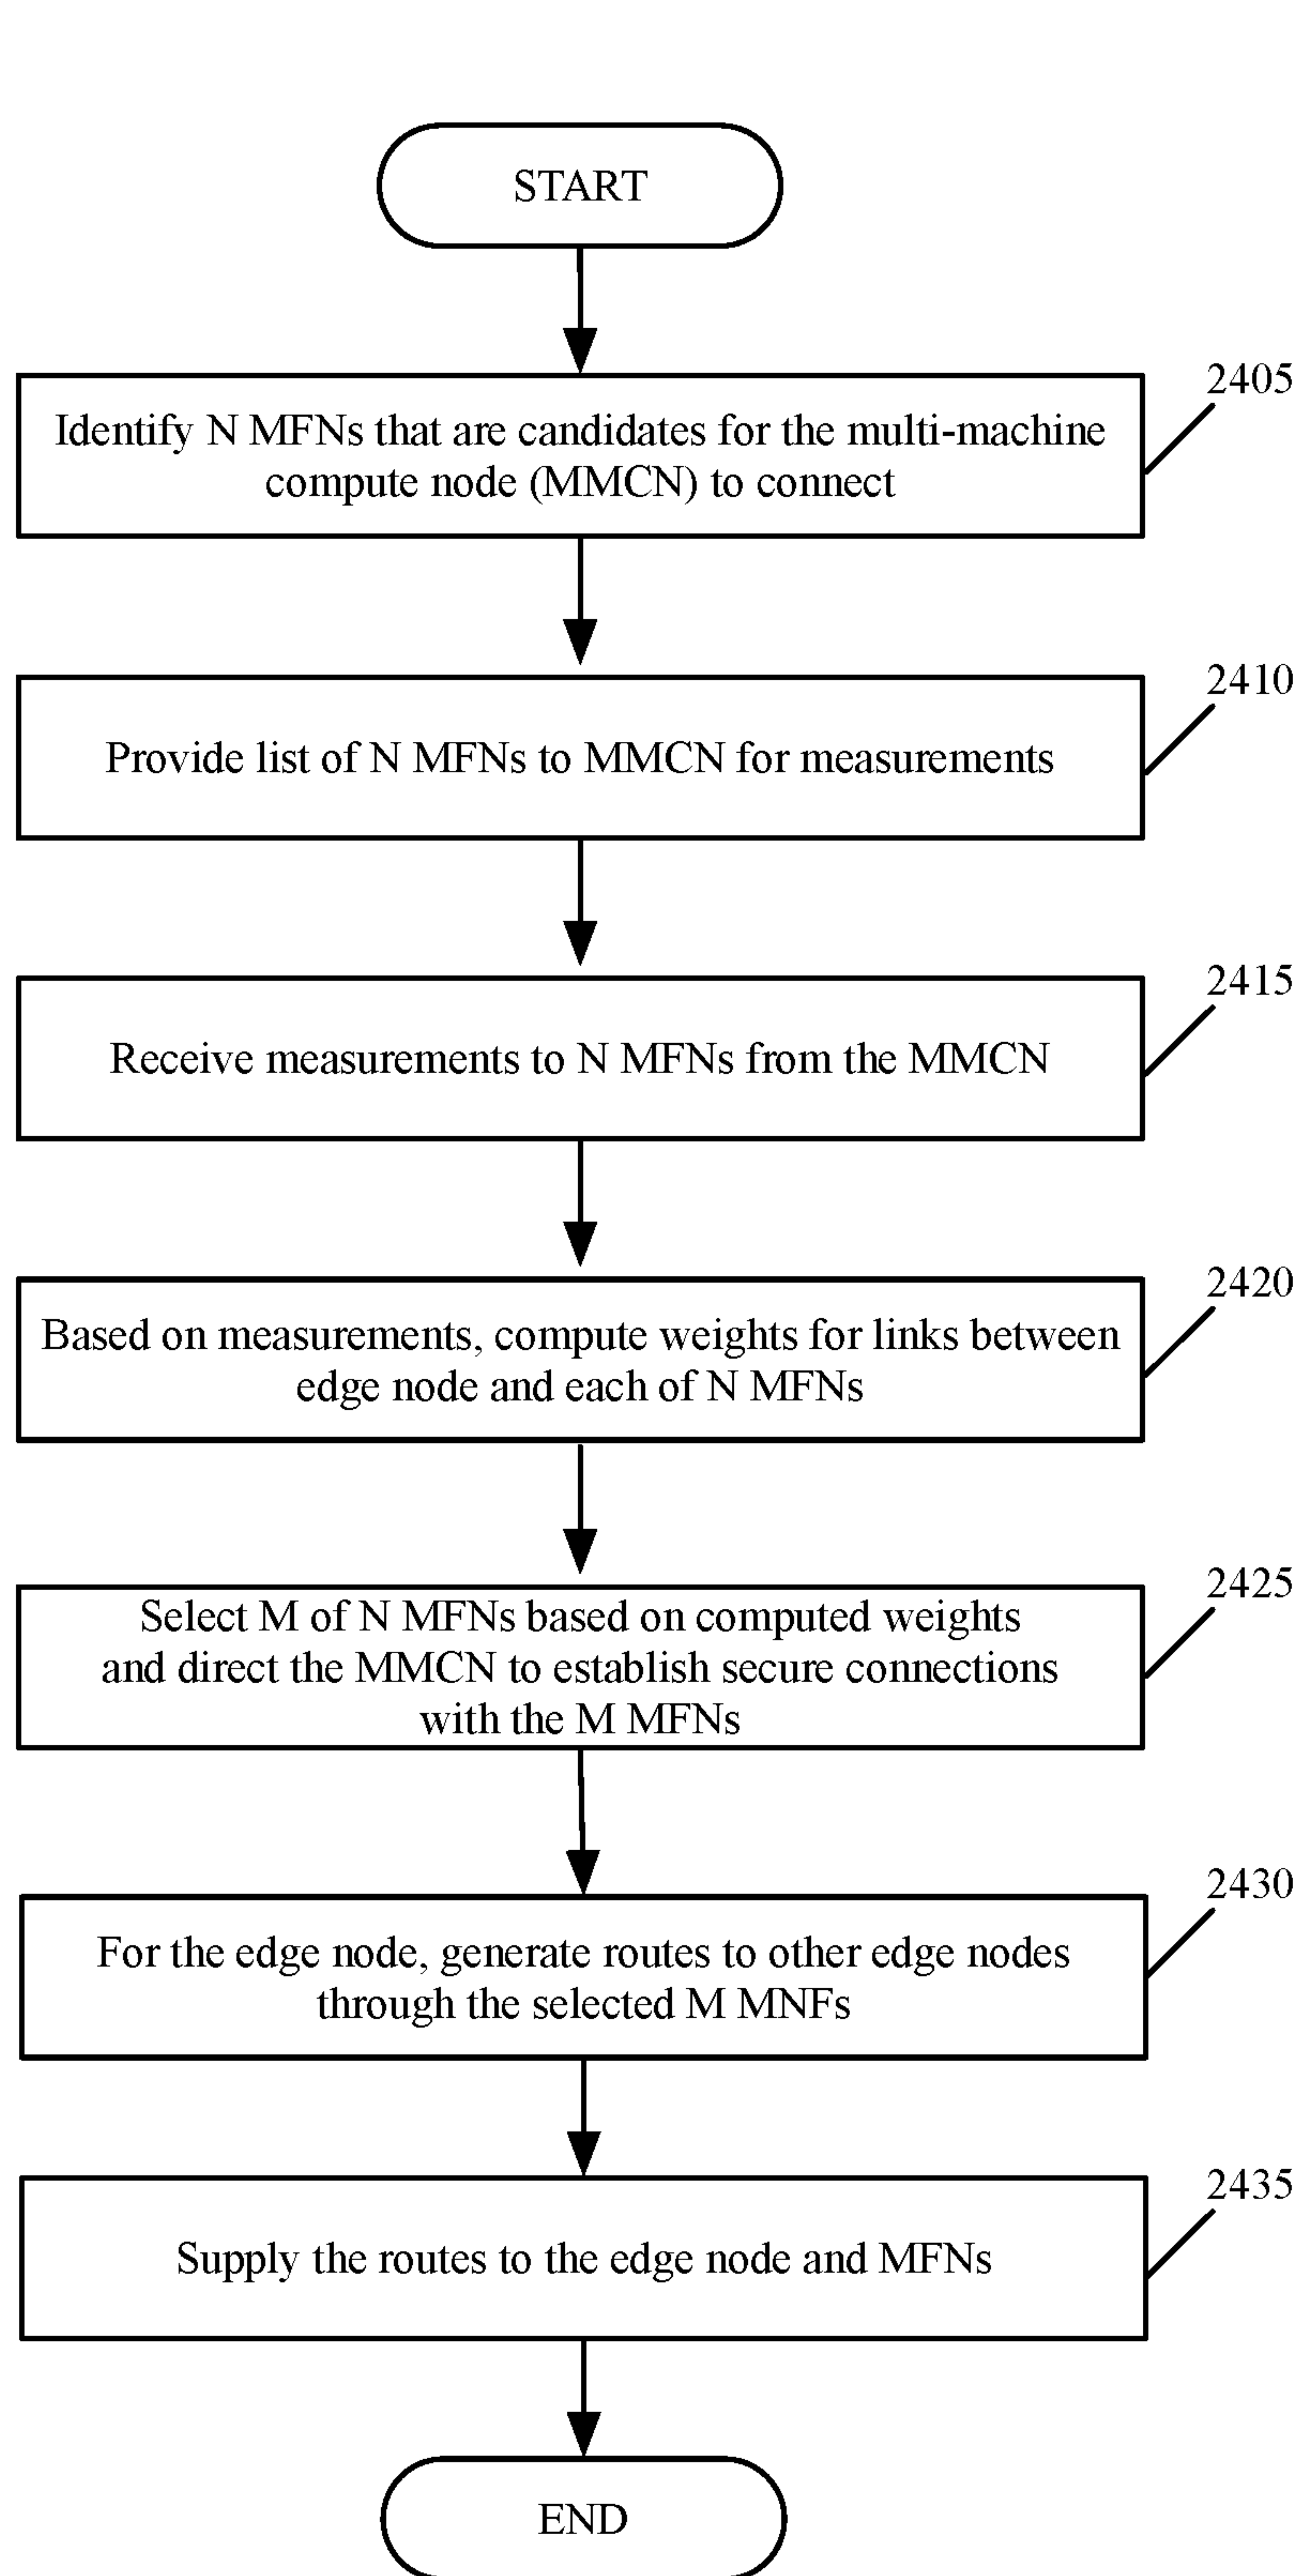 START
2405
Identify N MFNs that are candidates for the multi-machine
compute node (MMCN) to connect
2410
Provide list of N MFNs to MMCN for measurements
2415
Receive measurements to N MFNs from the MMCN
2420
Based on measurements, compute weights for links between
edge node and each of N MFNs
2425
Select M of N MFNs based on computed weights
and direct the MMCN to establish secure connections
with the M MFNs
2430
For the edge node, generate routes to other edge nodes
through the selected M MNFs
2435
Supply the routes to the edge node and MFNs
END